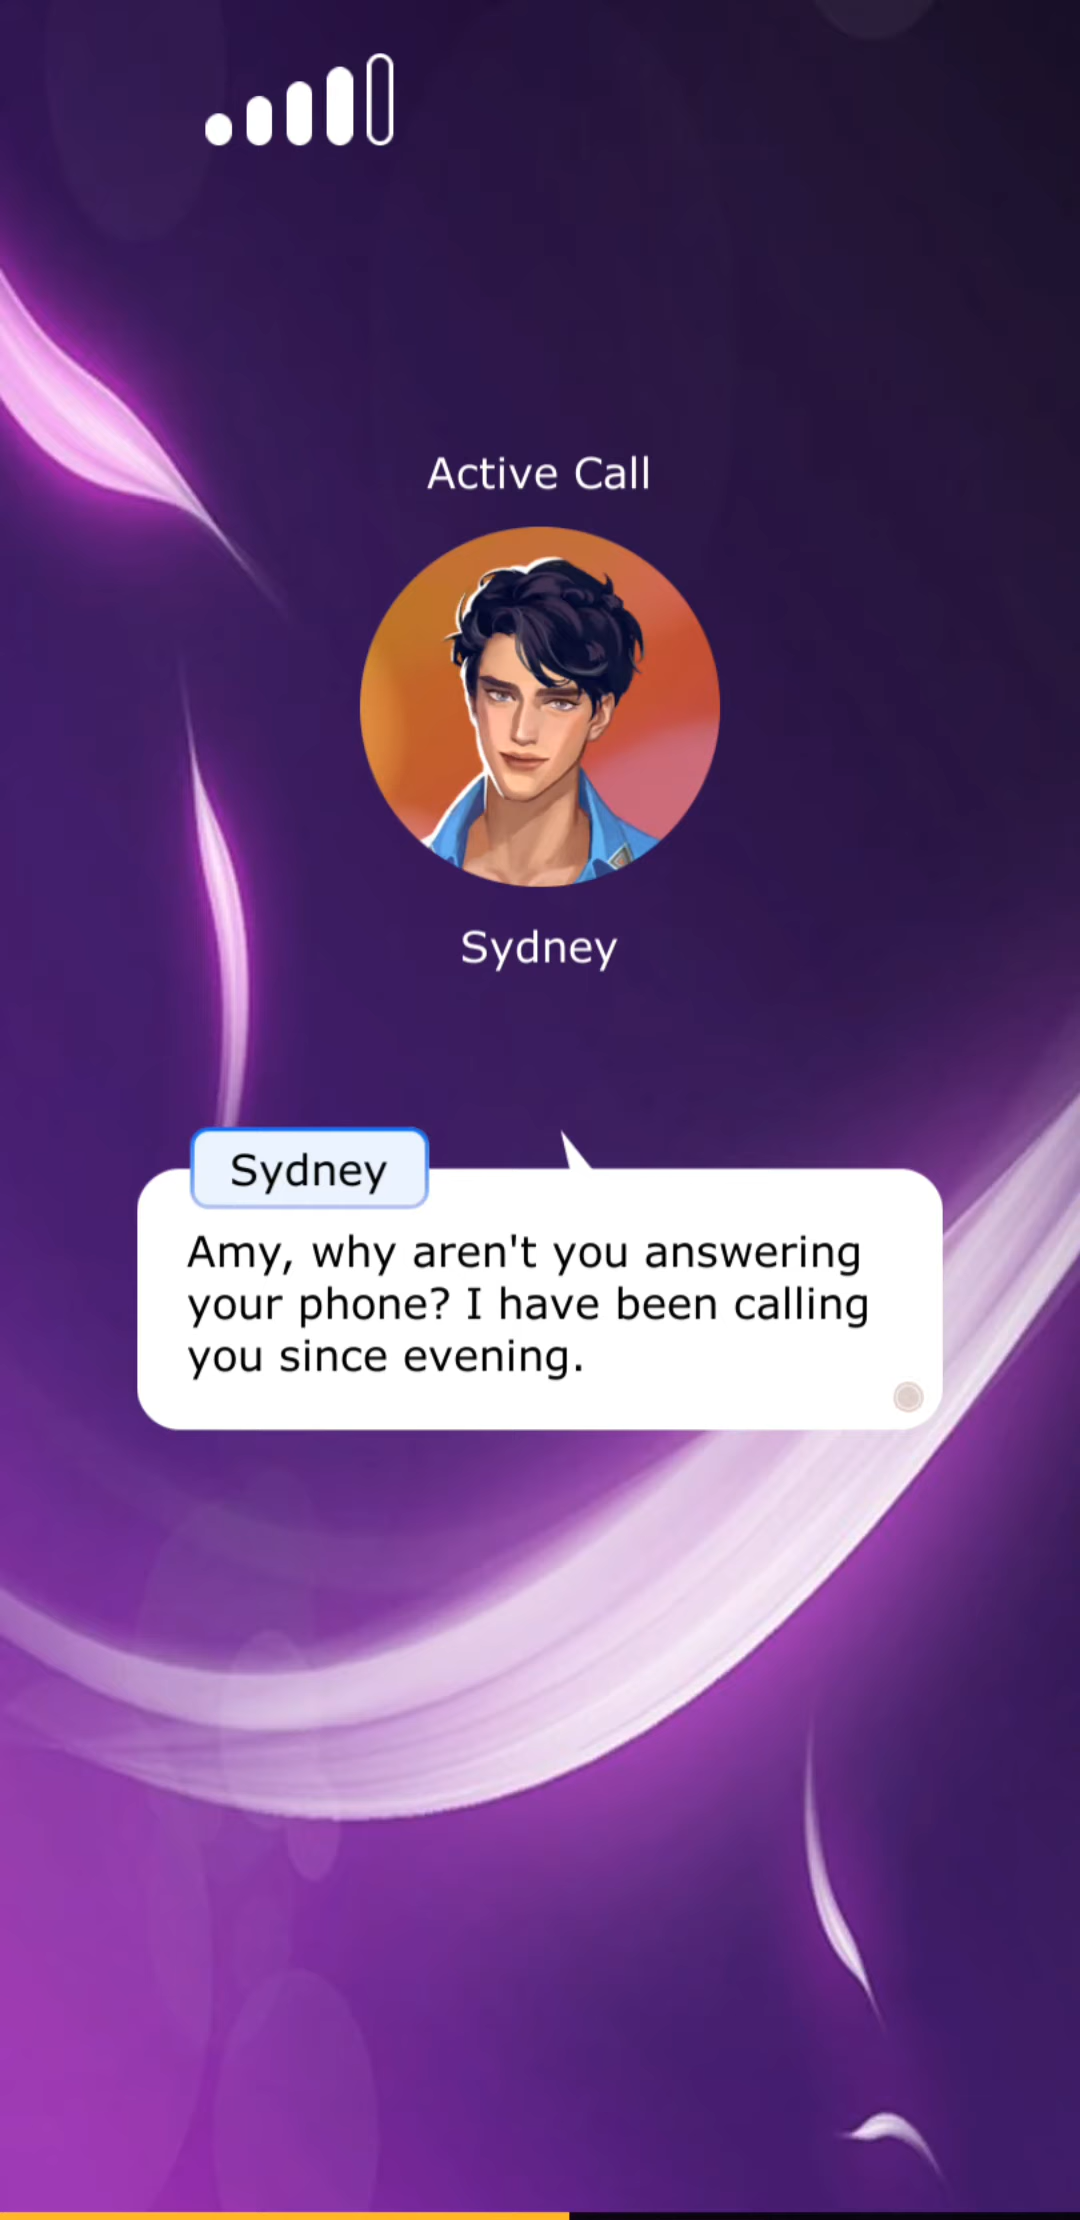 Active Call
Sydney
Sydney
Amy, why aren't you answering
your phone? I have been calling
you since evening.